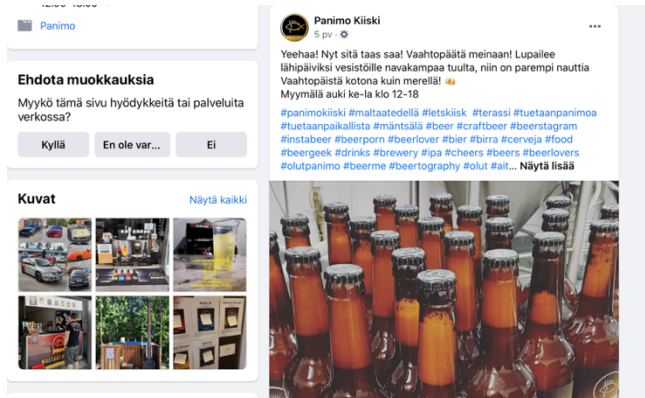 Panimo
Ehdota muokkauksia
Myykö tämä sivu hyödykkeitä tai palveluita
verkossa?
Kyllä
En ole var...
Ei
Kuvat
Näytä kaikki
Panimo Kiiski
5 pv ·
Yeehaa! Nyt sitä taas saa! Vaahtopäätä meinaan! Lupailee
lähipäiviksi vesistöille navakampaa tuulta, niin on parempi nauttia
Vaahtopäistä kotona kuin merellä! 🍻
Myymälä auki ke-la klo 12-18
#panimokiiski #maltaatedellä #letskiisk #terassi #tuetaanpanimoa
#tuetaanpaikallista #mäntsälä #beer #craftbeer #beerstagram
#instabeer #beerporn #beerlover #bier #birra #cerveja #food
#beergeek #drinks #brewery #ipa #cheers #beers #beerlovers
#olutpanimo #beerme #beertography #olut #ait... Näytä lisää